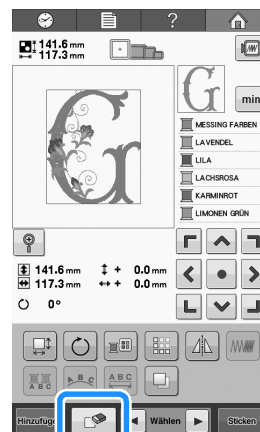 ?
141.6 mm
117.3 mm
G
G
min
MESSING FARBEN
LAVENDEL
LILA
LACHSROSA
KARMINROT
LIMONEN GRÜN
141.6 mm + 0.0 mm
117.3 mm + 0.0 mm
0°
ABC
ABC
ABC
Hinzufüge
Wählen
Sticken